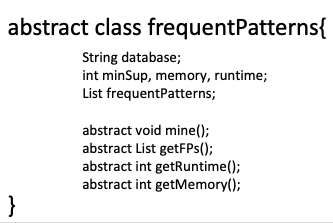 abstract class frequentPatterns{
String database;
int minSup, memory, runtime;
List frequentPatterns;
abstract void mine();
abstract List getFPs();
abstract int getRuntime();
abstract int getMemory();
}